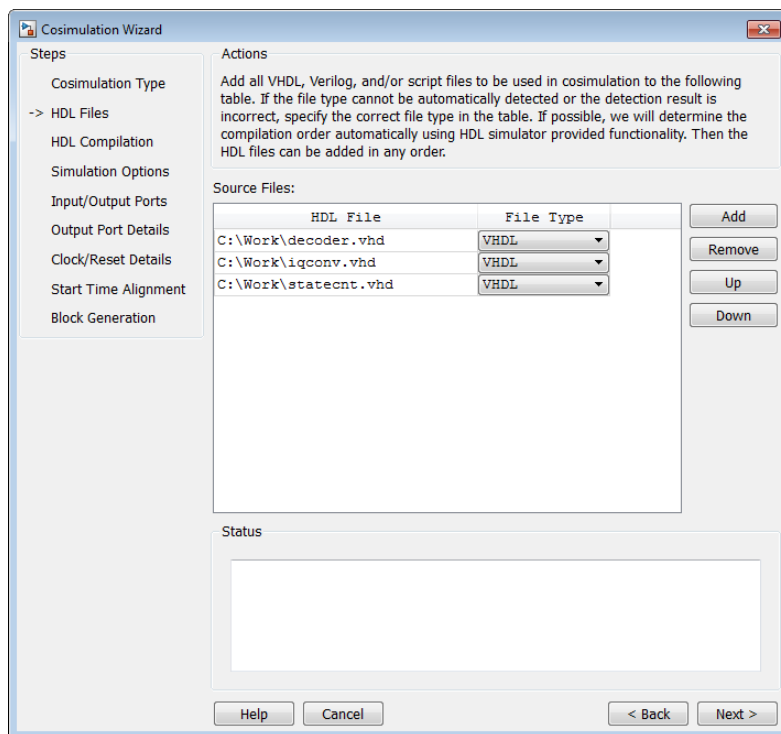 Cosimulation Wizard
Steps
Cosimulation Type
-> HDL Files
HDL Compilation
Simulation Options
Input/Output Ports
Output Port Details
Clock/Reset Details
Start Time Alignment
Block Generation
Actions
Add all VHDL, Verilog, and/or script files to be used in cosimulation to the following
table. If the file type cannot be automatically detected or the detection result is
incorrect, specify the correct file type in the table. If possible, we will determine the
compilation order automatically using HDL simulator provided functionality. Then the
HDL files can be added in any order.
Source Files:
HDL File File Type
C:\Work\decoder.vhd VHDL
C:\Work\iqconv.vhd VHDL
C:\Work\statecnt.vhd VHDL
Add
Remove
Up
Down
Status
Help Cancel < Back Next >